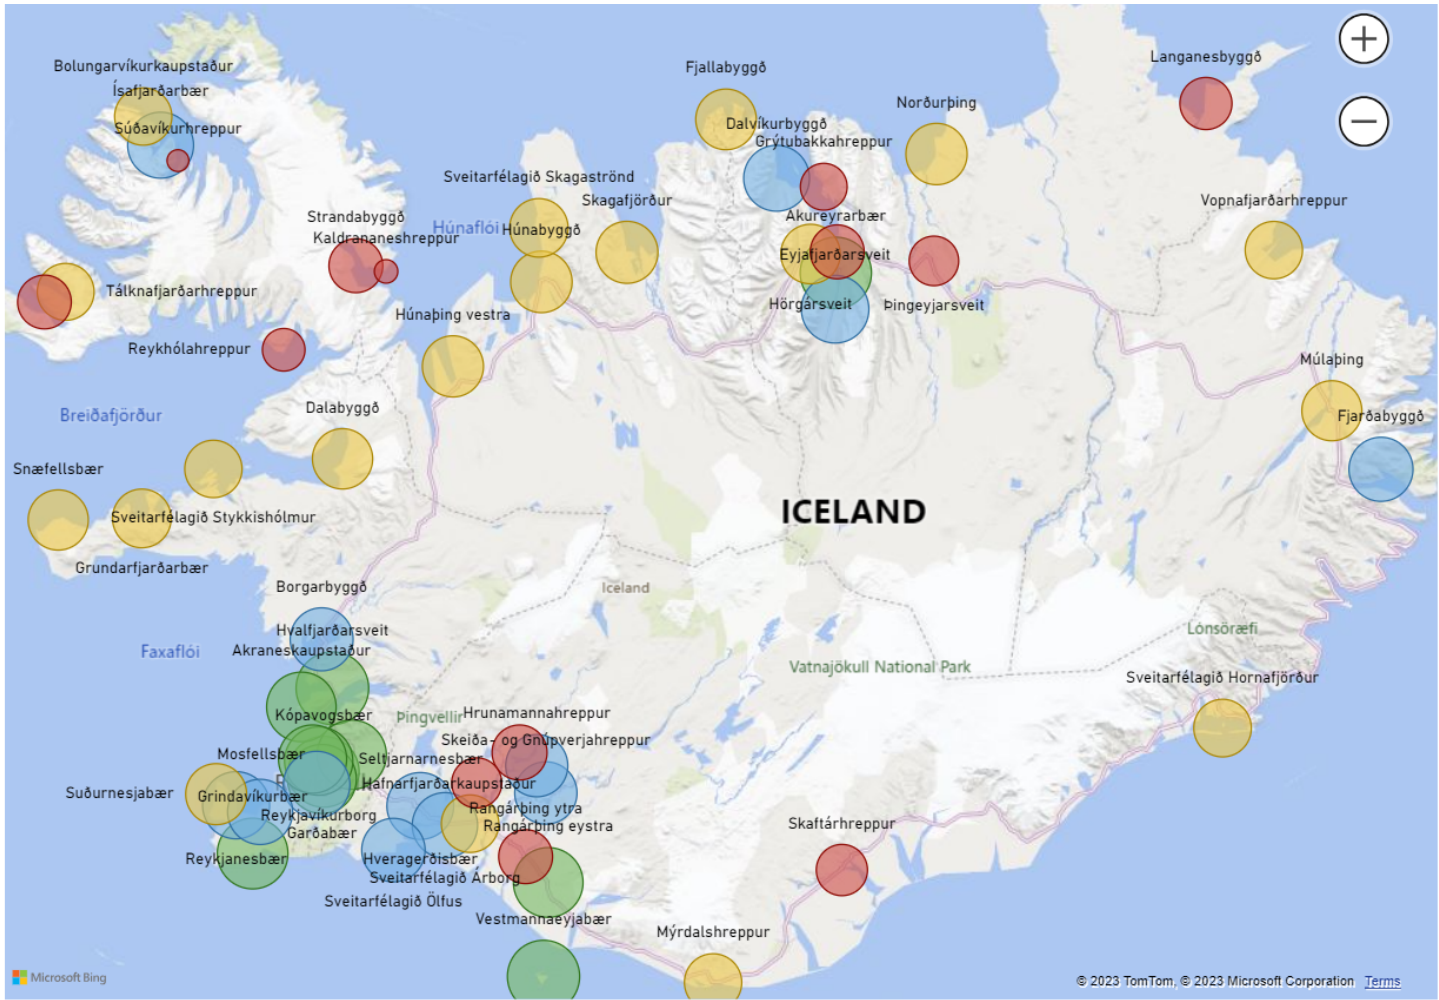 Langanesbyggð
Bolungarvíkurkaupstaður
Fjallabyggð
Ísafjarðarbær
Norðurþing
Súðavíkurhreppur
Dalvíkurbyggð
Grýtubakkahreppur
Sveitarfélagið Skagaströnd
Skagafjörður
Vopnafjarðarhreppur
Strandabyggð
Akureyrarbær
Húnaflói
Húnabyggð
Kaldrananeshreppur
Eyjafjarðarsveit
Tálknafjarðarhreppur
Hörgársveit
Þingeyjarsveit
Húnaþing vestra
Reykhólahreppur
Múlaþing
Dalabyggð
Breiðafjörður
Fjarðabyggð
Snæfellsbær
ICELAND
Sveitarfélagið Stykkishólmur
Grundarfjarðarbær
Borgarbyggð
Iceland
Hvalfjarðarsveit
Lónsöræfi
Akraneskaupstaður
Faxaflói
Vatnajökull National Park
Sveitarfélagið Hornafjörður
Kópavogsbær
Þingvellir
Hrunamannahreppur
Skeiða- og Gnúpverjahreppur
Mosfellsbær
Seltjarnarnesbær
Hafnarfjarðarkaupstaður
Suðurnesjabær
Grindavíkurbær
Rangárþing ytra
Reykjavíkurborg
Skaftárhreppur
Rangárþing eystra
Garðabær
Reykjanesbær
Hveragerðisbær
Sveitarfélagið Árborg
Sveitarfélagið Ölfus
Vestmannaeyjabær
Mýrdalshreppur
Microsoft Bing
© 2023 TomTom, © 2023 Microsoft Corporation Terms